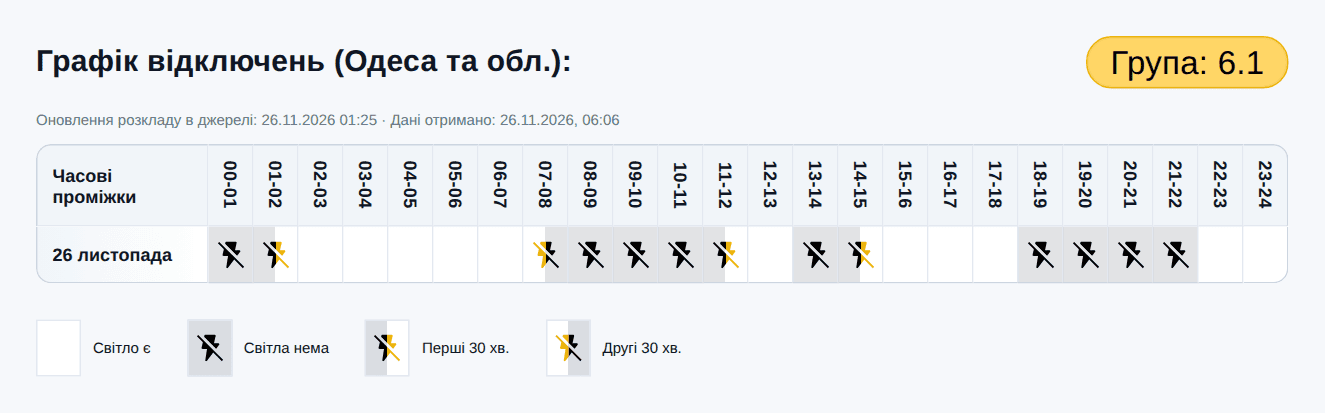 Графік відключень (Одеса та обл.):
Група: 6.1
Оновлення розкладу в джерелі: 26.11.2026 01:25 · Дані отримано: 26.11.2026, 06:06
Часові
проміжки
00-01
01-02
02-03
03-04
04-05
05-06
06-07
07-08
08-09
09-10
10-11
11-12
12-13
13-14
14-15
15-16
16-17
17-18
18-19
19-20
20-21
21-22
22-23
23-24
26 листопада
Світло є
Світла нема
Перші 30 хв.
Другі 30 хв.